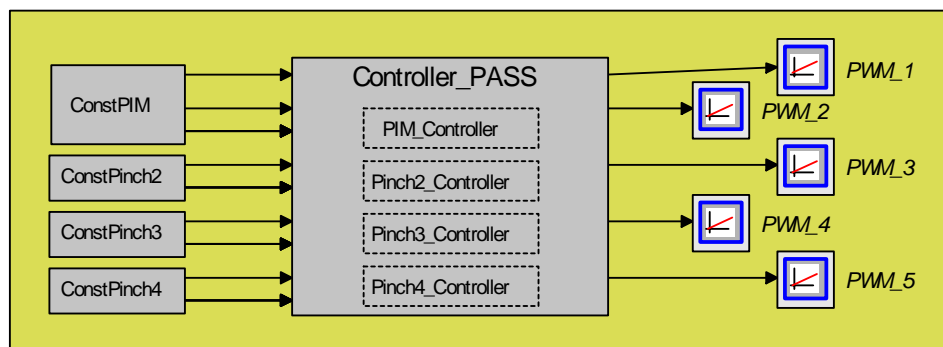 Controller_PASS
PWM_1
ConstPIM
PWM_2
PIM_Controller
ConstPinch2
Pinch2_Controller
PWM_3
ConstPinch3
Pinch3_Controller
PWM_4
ConstPinch4
Pinch4_Controller
PWM_5